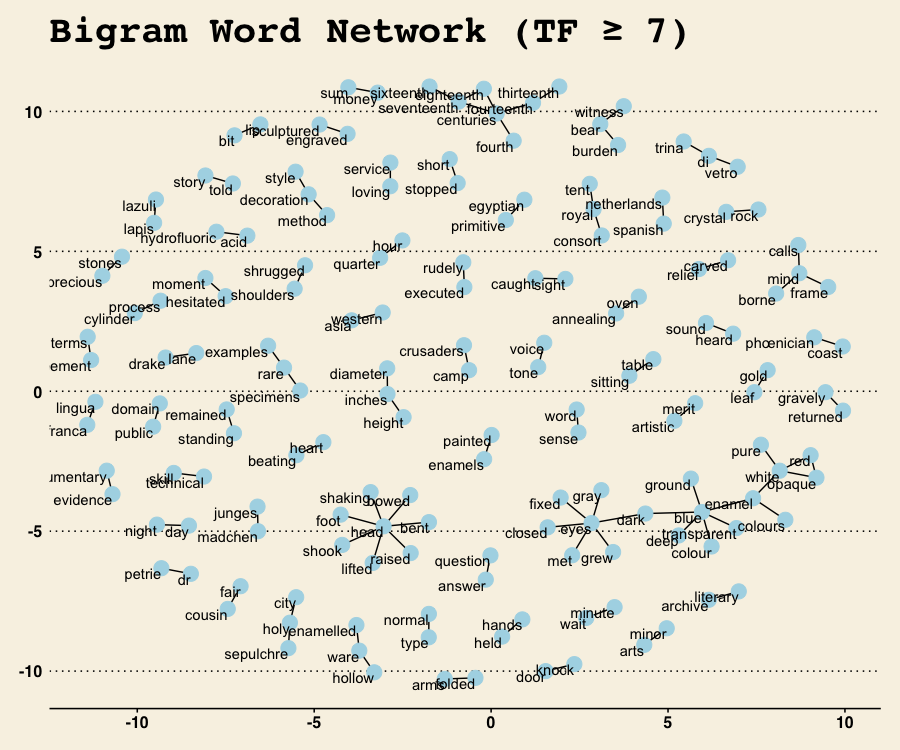 Bigram Word Network (TF ≥ 7)
sum
money
sixteenth
eighteenth
thirteenth
seventeenth
fourteenth
centuries
fourth
witness
bear
burden
10
bit
lip
sculptured
engraved
trina
di
vetro
story
told
style
decoration
method
service
loving
short
stopped
egyptian
primitive
tent
royal
consort
netherlands
spanish
crystal
rock
lazuli
lapis
hydrofluoric
acid
hour
quarter
calls
mind
borne
frame
5
stones
precious
moment
hesitated
shrugged
shoulders
rudely
executed
caught
sight
relief
carved
process
cylinder
asia
western
oven
annealing
sound
heard
phœnician
coast
terms
ement
drake
lane
examples
rare
specimens
diameter
inches
height
crusaders
camp
voice
tone
table
sitting
gold
leaf
gravely
returned
0
lingua
franca
domain
public
remained
standing
heart
beating
painted
enamels
word
sense
merit
artistic
umentary
evidence
skill
technical
pure
white
red
opaque
enamel
colours
ground
blue
transparent
deep
colour
dark
shaking
bowed
foot
head
bent
shook
lifted
raised
fixed
gray
closed
eyes
met
grew
junges
madchen
night
day
-5
petrie
dr
fair
cousin
city
holy
sepulchre
enamelled
ware
hollow
normal
type
question
answer
hands
held
minute
wait
literary
archive
minor
arts
-10
arms
folded
door
knock
-10
-5
0
5
10